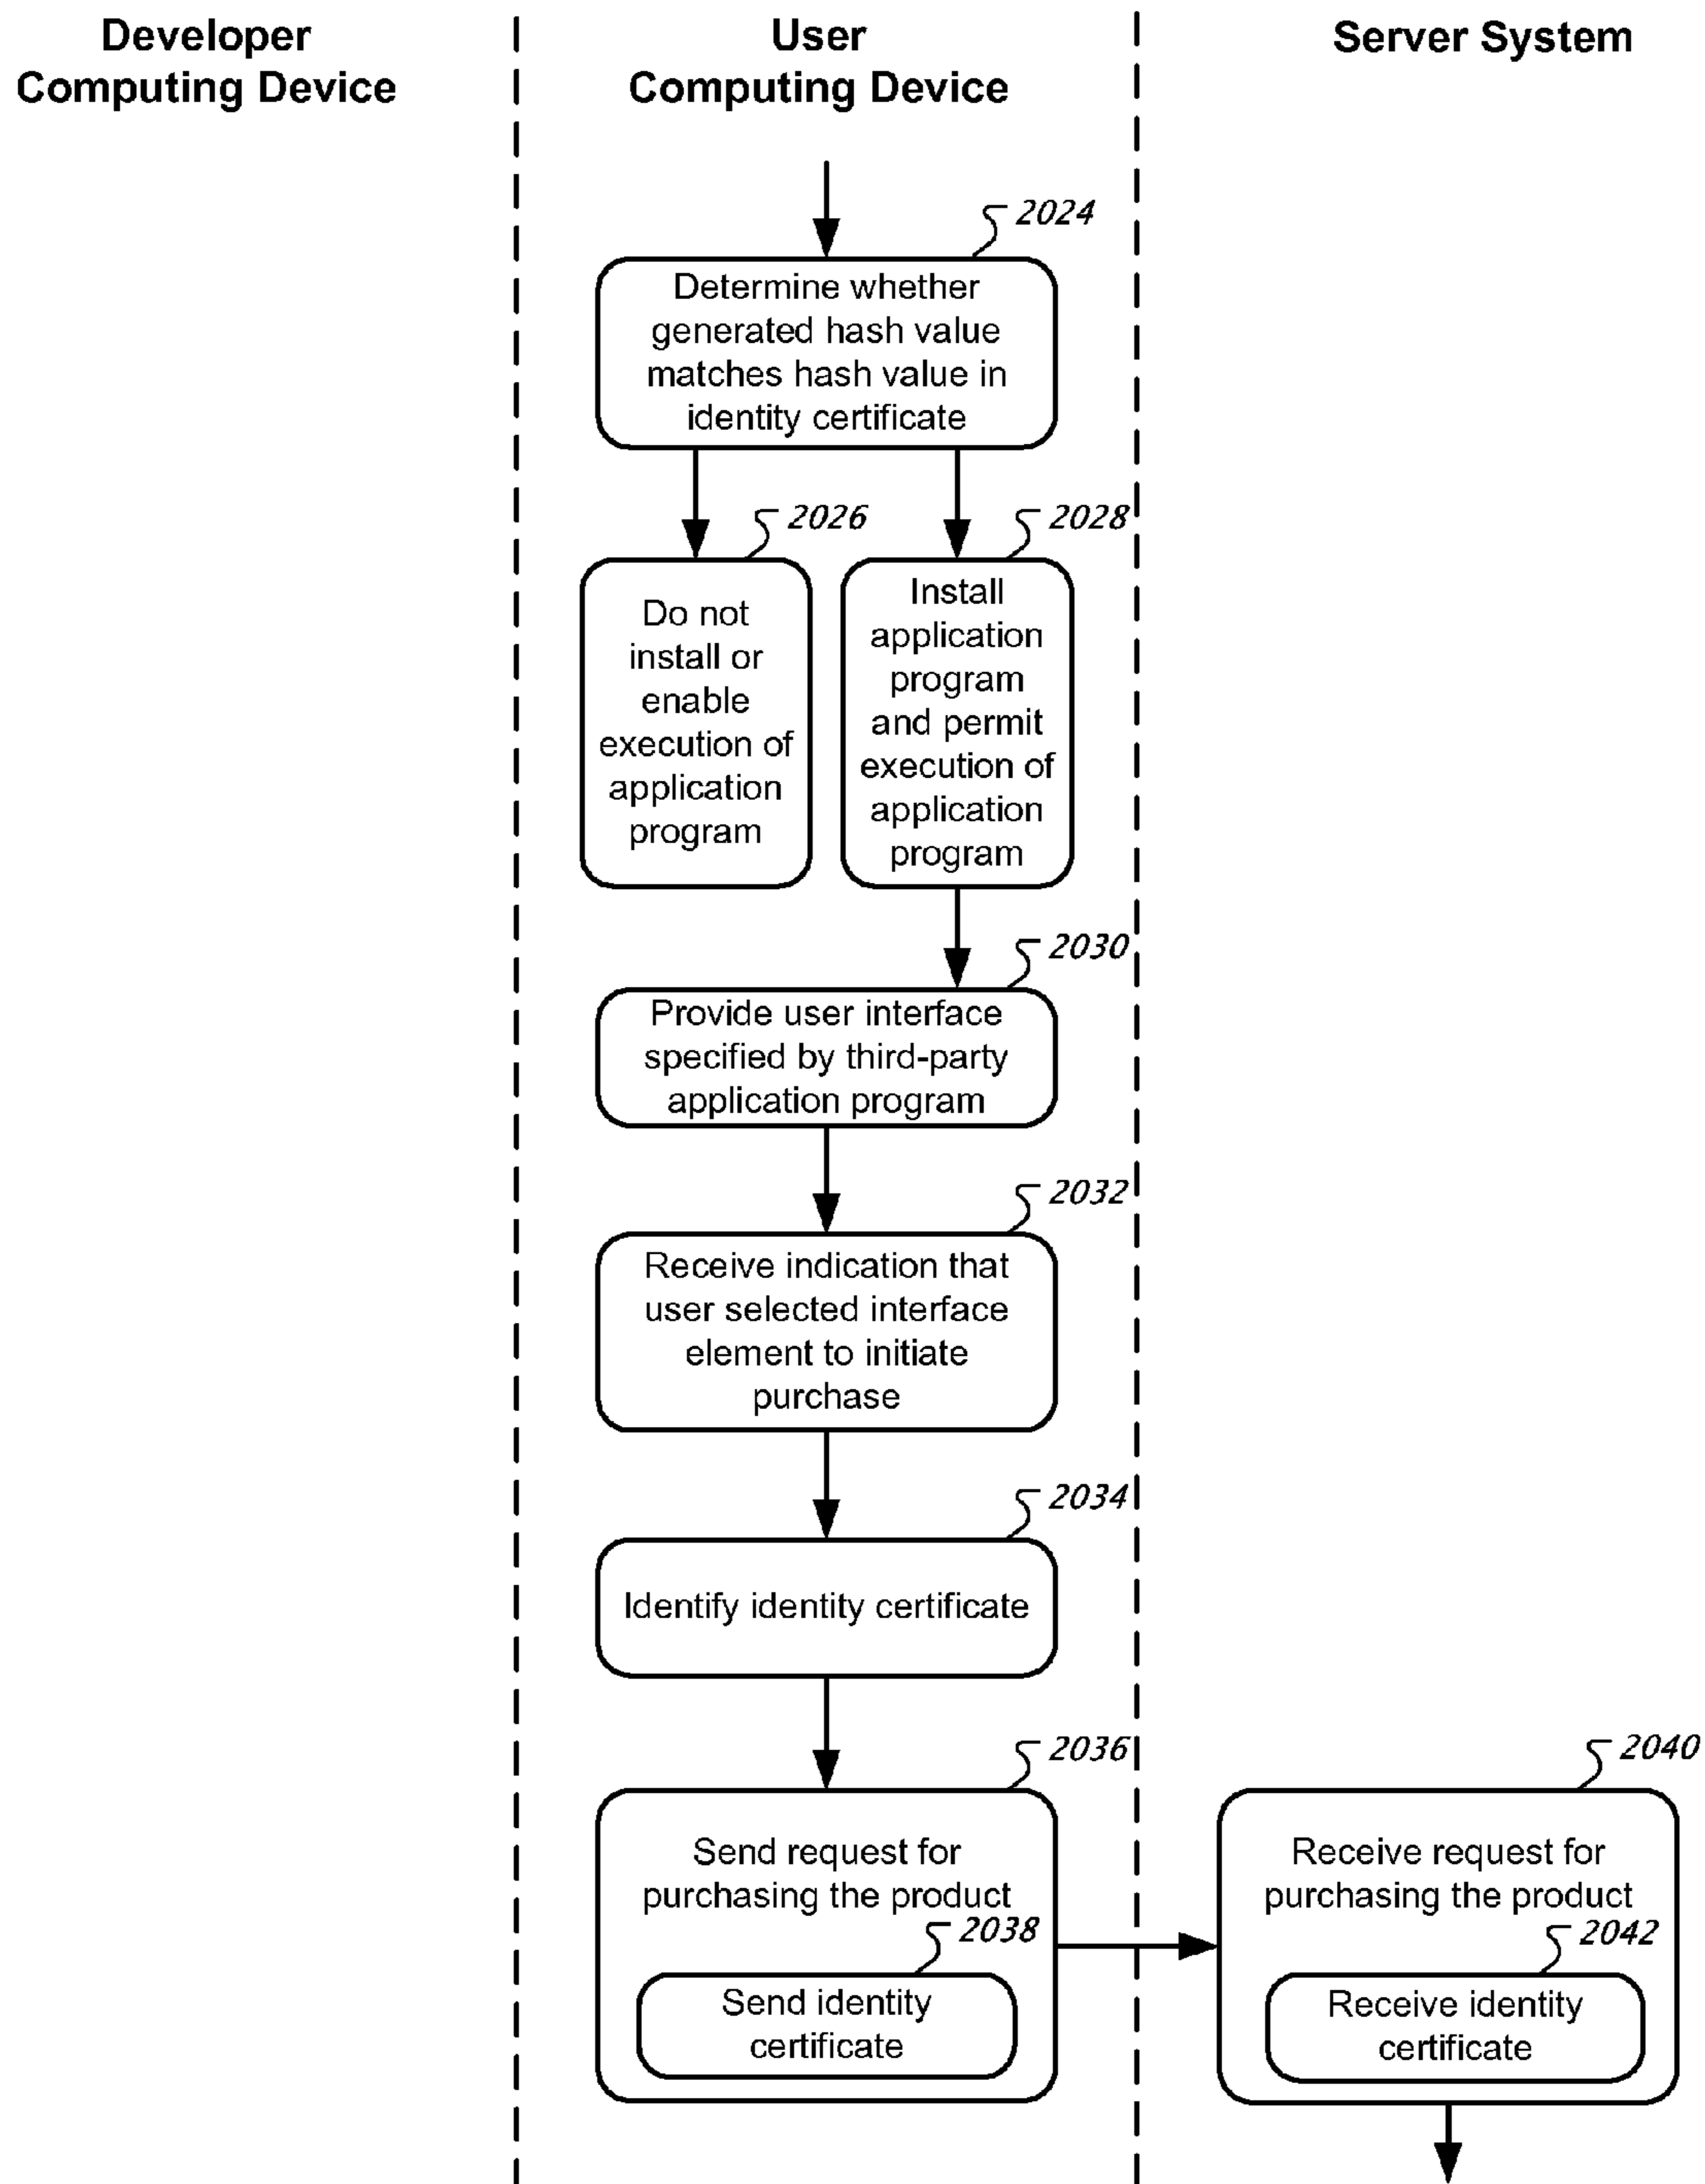 Developer
Computing Device
User
Computing Device
Server System
2024
Determine whether
generated hash value
matches hash value in
identity certificate
2026
Do not
install or
enable
execution of
application
program
2028
Install
application
program
and permit
execution of
application
program
2030
Provide user interface
specified by third-party
application program
2032
Receive indication that
user selected interface
element to initiate
purchase
2034
Identify identity certificate
2036
Send request for
purchasing the product
2038
Send identity
certificate
2040
Receive request for
purchasing the product
2042
Receive identity
certificate